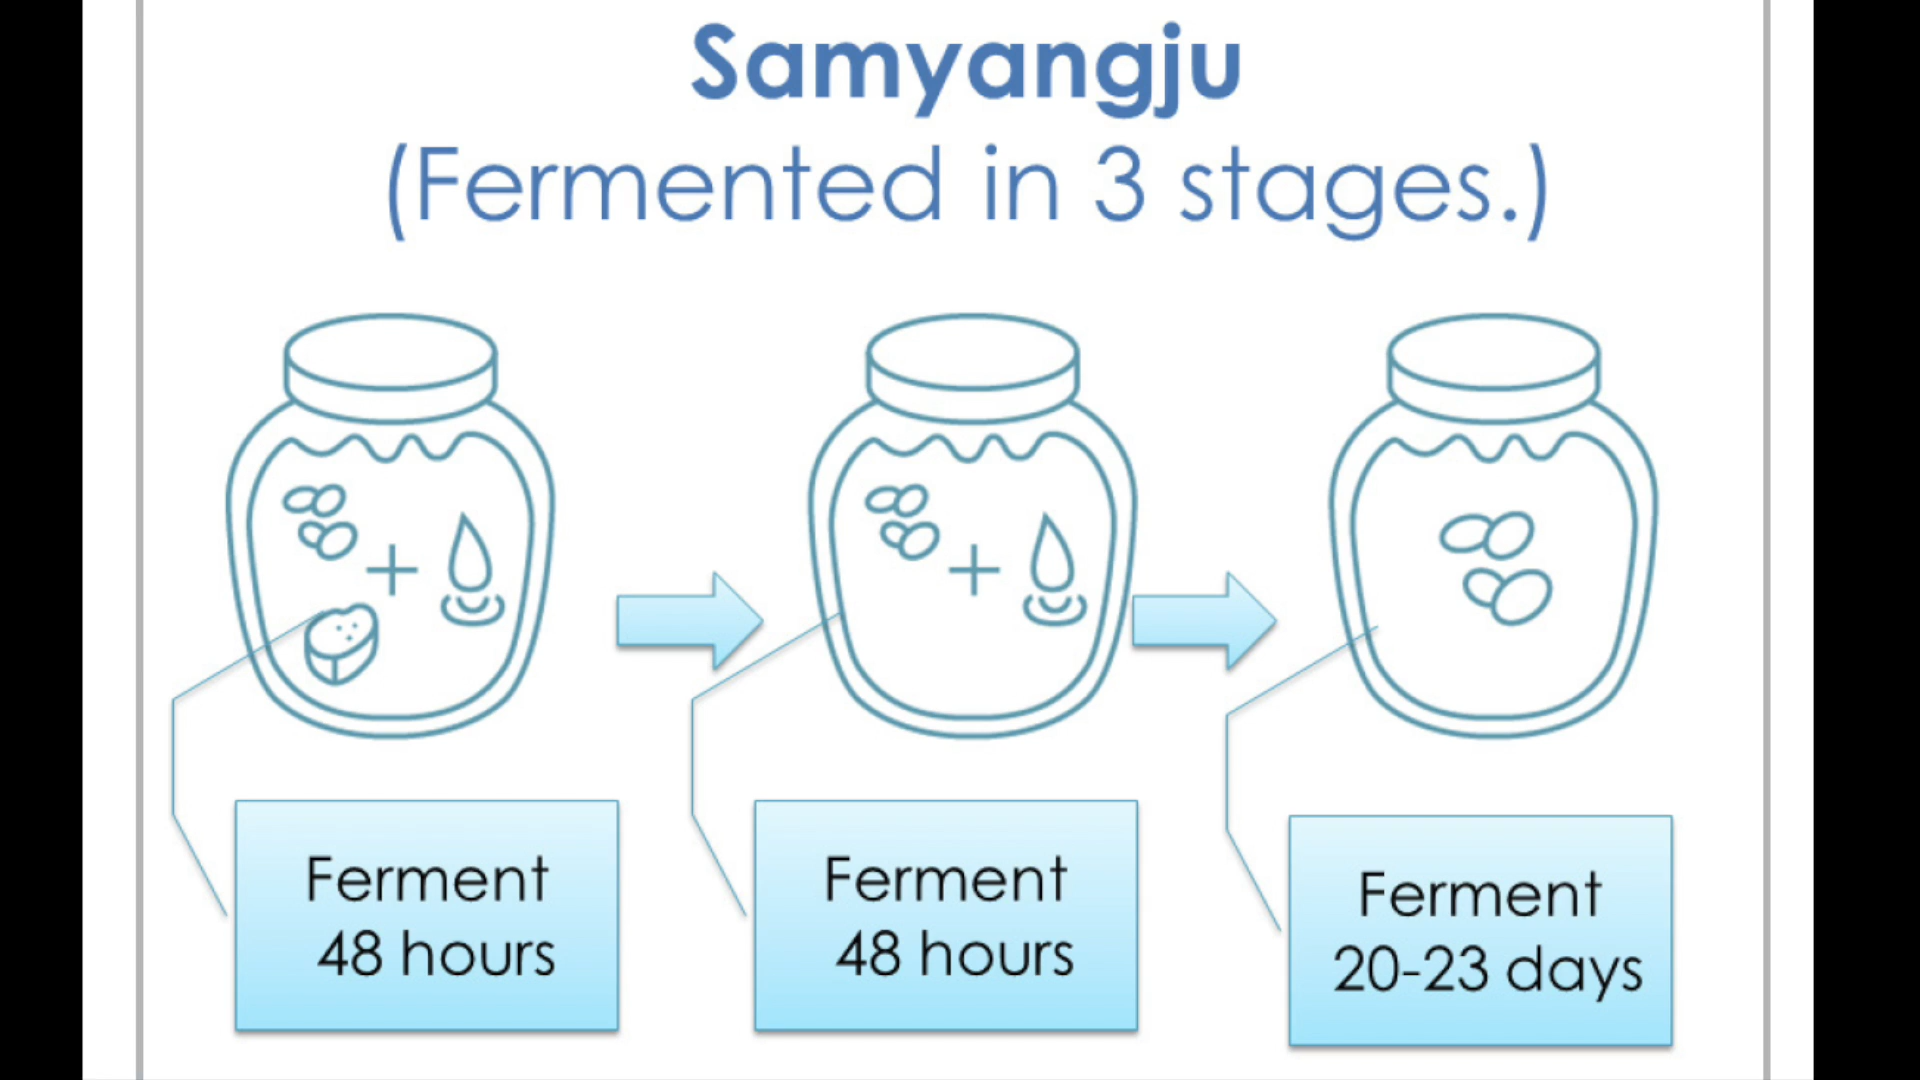 Samyangju
(Fermented in 3 stages.)
Ferment
48 hours
Ferment
48 hours
Ferment
20-23 days